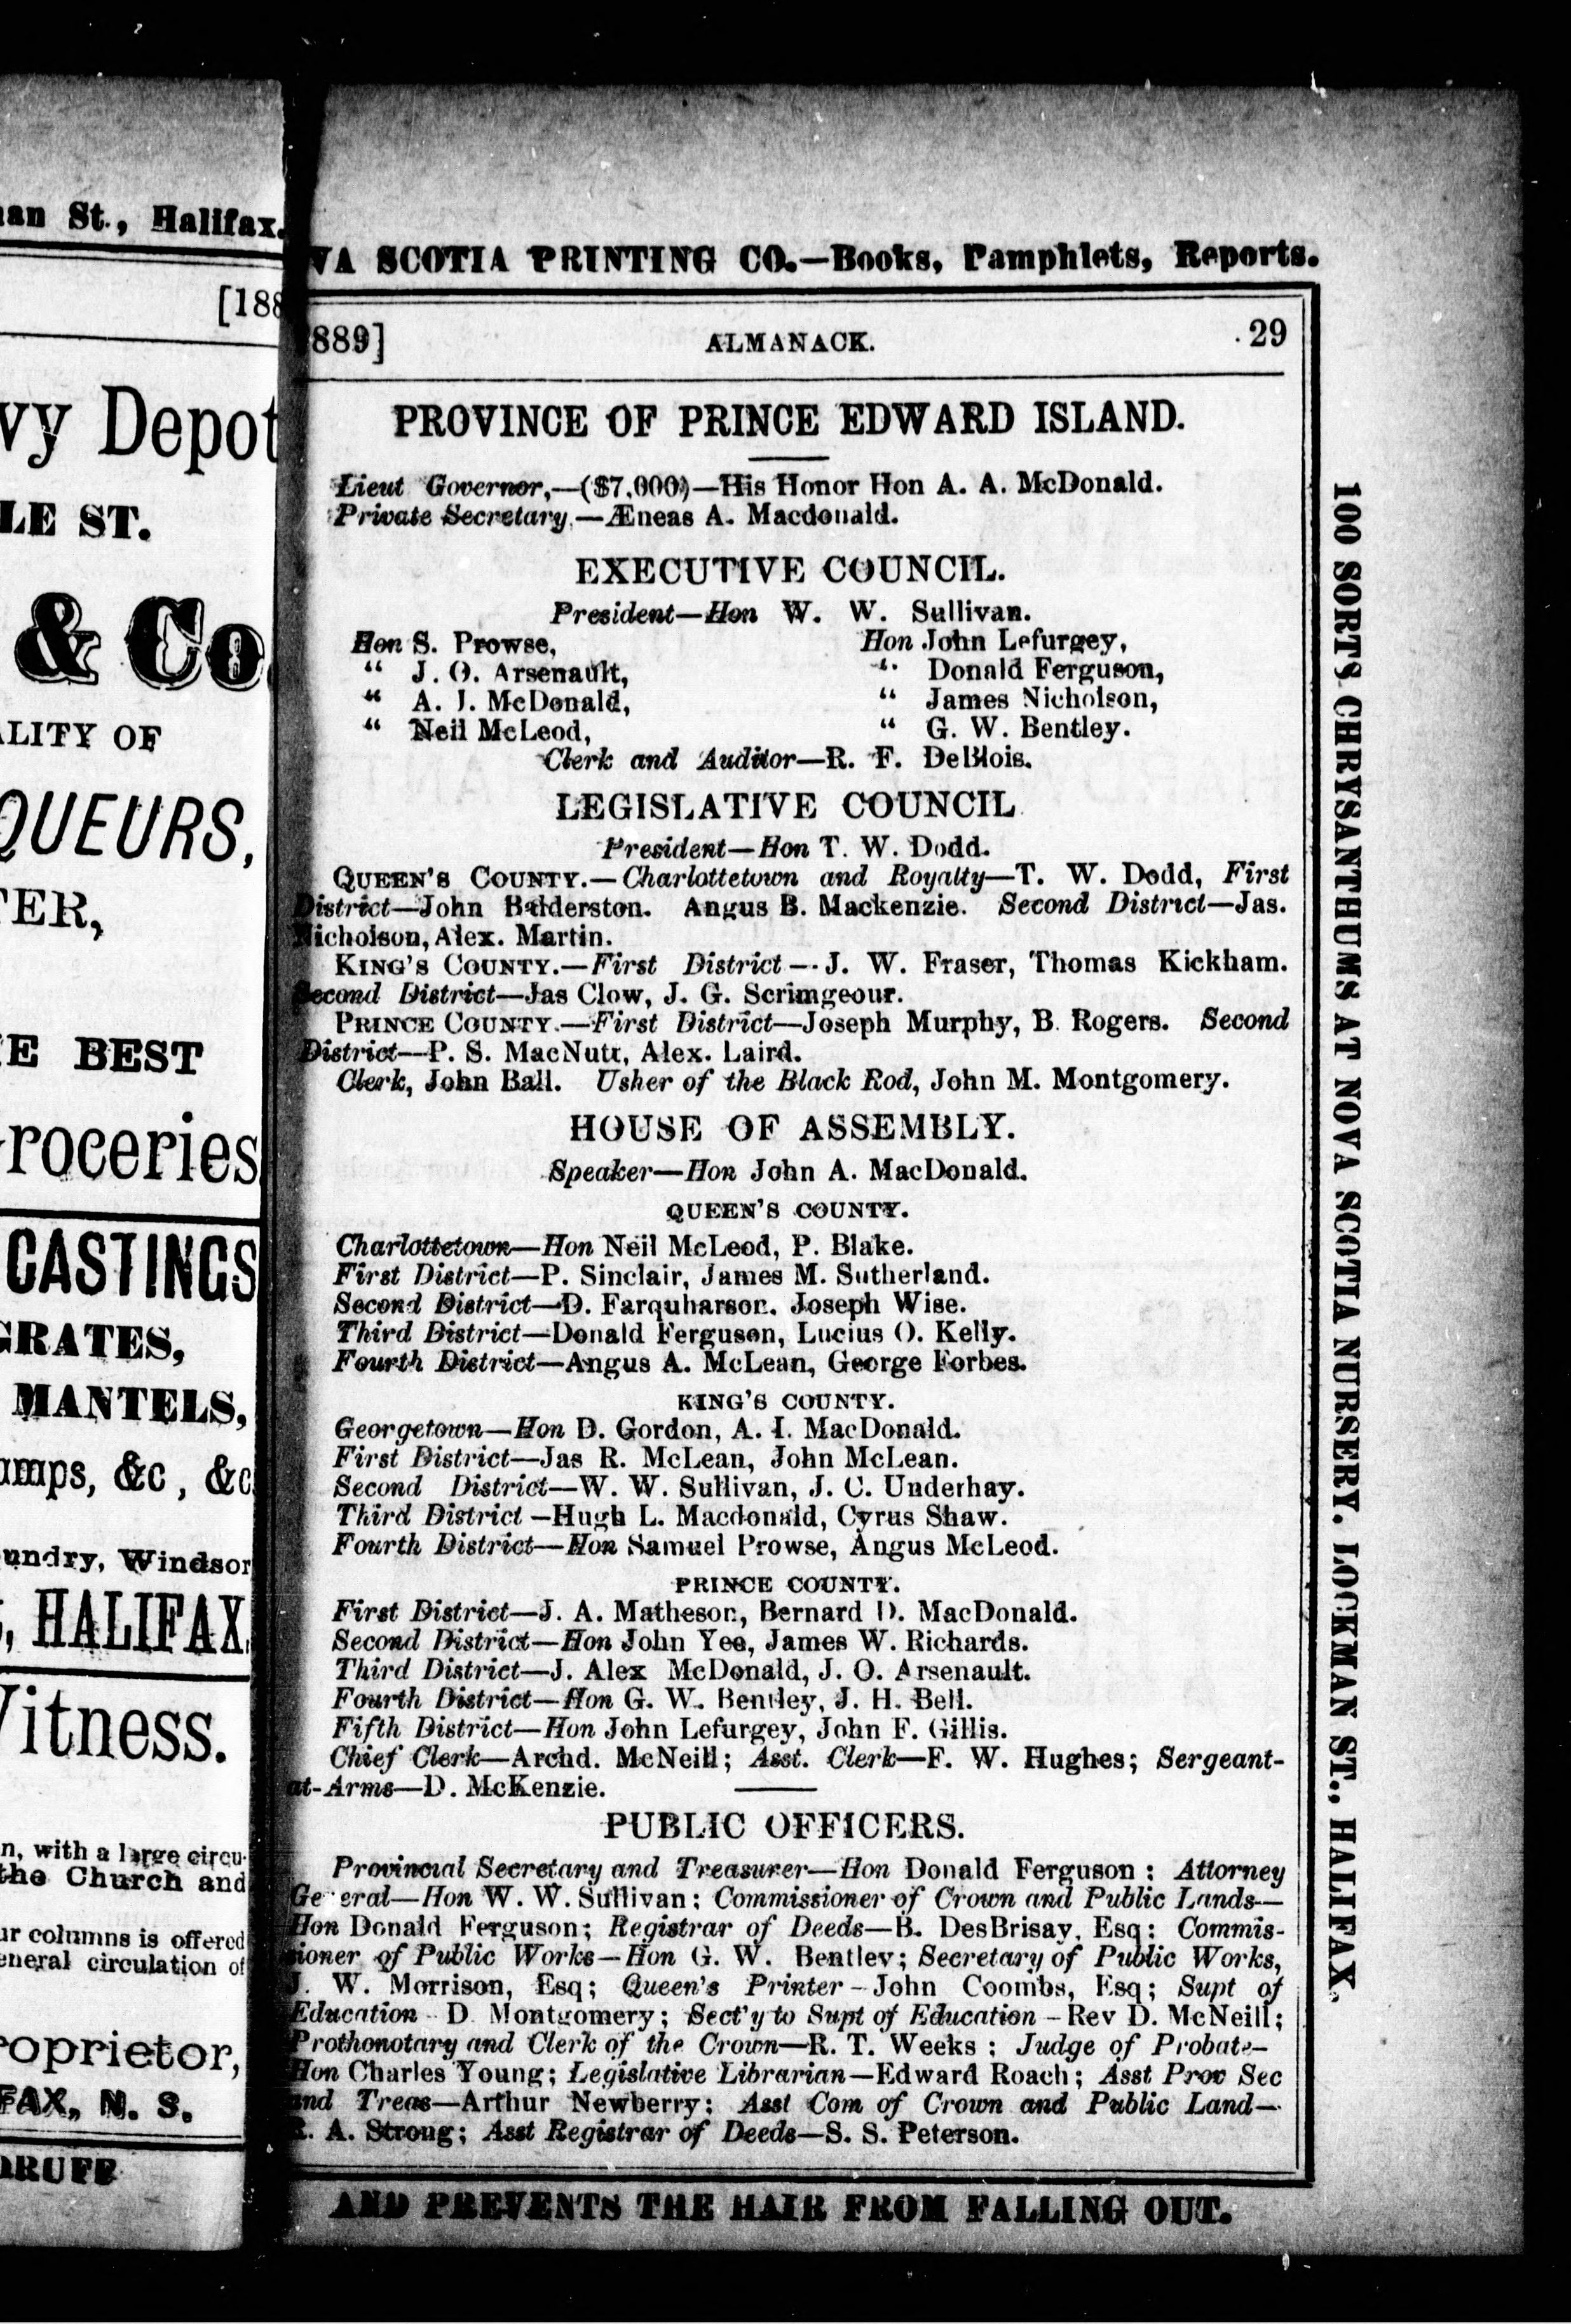 an St., Halifax.
[188
vy Depot
LE ST.
& Co.
ALITY OF
QUEURS,
TER,
E BEST
roceries
CASTINGS
GRATES,
MANTELS,
umps, &c , &c
undry, Windsor
, HALIFAX.
Witness.
n, with a large circu-
the Church and
ur columns is offered
eneral circulation of
roprietor,
FAX, N. S.
DRUFF
VA SCOTIA PRINTING CO.—Books, Pamphlets, Reports.
889] ALMANACK. 29
PROVINCE OF PRINCE EDWARD ISLAND.
Lieut Governor,—($7,000)—His Honor Hon A. A. McDonald.
Private Secretary,—Æneas A. Macdonald.
EXECUTIVE COUNCIL.
President—Hon W. W. Sullivan.
Hon S. Prowse, Hon John Lefurgey,
“ J. O. Arsenault, “ Donald Ferguson,
“ A. J. McDonald, “ James Nicholson,
“ Neil McLeod, “ G. W. Bentley.
Clerk and Auditor—R. F. DeBlois.
LEGISLATIVE COUNCIL
President—Hon T. W. Dodd.
QUEEN'S COUNTY.—Charlottetown and Royalty—T. W. Dodd, First
District—John Balderston. Angus B. Mackenzie. Second District—Jas.
Nicholson, Alex. Martin.
KING'S COUNTY.—First District—J. W. Fraser, Thomas Kickham.
Second District—Jas Clow, J. G. Scrimgeour.
PRINCE COUNTY.—First District—Joseph Murphy, B. Rogers. Second
District—P. S. MacNutt, Alex. Laird.
Clerk, John Ball. Usher of the Black Rod, John M. Montgomery.
HOUSE OF ASSEMBLY.
Speaker—Hon John A. MacDonald.
QUEEN'S COUNTY.
Charlottetown—Hon Neil McLeod, P. Blake.
First District—P. Sinclair, James M. Sutherland.
Second District—D. Farquharson. Joseph Wise.
Third District—Donald Ferguson, Lucius O. Kelly.
Fourth District—Angus A. McLean, George Forbes.
KING'S COUNTY.
Georgetown—Hon D. Gordon, A. I. MacDonald.
First District—Jas R. McLean, John McLean.
Second District—W. W. Sullivan, J. C. Underhay.
Third District—Hugh L. Macdonald, Cyrus Shaw.
Fourth District—Hon Samuel Prowse, Angus McLeod.
PRINCE COUNTY.
First District—J. A. Matheson, Bernard D. MacDonald.
Second District—Hon John Yeo, James W. Richards.
Third District—J. Alex McDonald, J. O. Arsenault.
Fourth District—Hon G. W. Bentley, J. H. Bell.
Fifth District—Hon John Lefurgey, John F. Gillis.
Chief Clerk—Archd. McNeill; Asst. Clerk—F. W. Hughes; Sergeant-
at-Arms—D. McKenzie.
PUBLIC OFFICERS.
Provincial Secretary and Treasurer—Hon Donald Ferguson ; Attorney
General—Hon W. W. Sullivan ; Commissioner of Crown and Public Lands—
Hon Donald Ferguson; Registrar of Deeds—B. DesBrisay, Esq; Commis-
sioner of Public Works—Hon G. W. Bentley; Secretary of Public Works,
J. W. Morrison, Esq; Queen's Printer—John Coombs, Esq; Supt of
Education—D Montgomery; Sect'y to Supt of Education—Rev D. McNeill;
Prothonotary and Clerk of the Crown—R. T. Weeks ; Judge of Probate—
Hon Charles Young; Legislative Librarian—Edward Roach; Asst Prov Sec
and Treas—Arthur Newberry; Asst Com of Crown and Public Land—
R. A. Strong; Asst Registrar of Deeds—S. S. Peterson.
AND PREVENTS THE HAIR FROM FALLING OUT.
100 SORTS CHRYSANTHUMS AT NOVA SCOTIA NURSERY, LOCKMAN ST., HALIFAX.